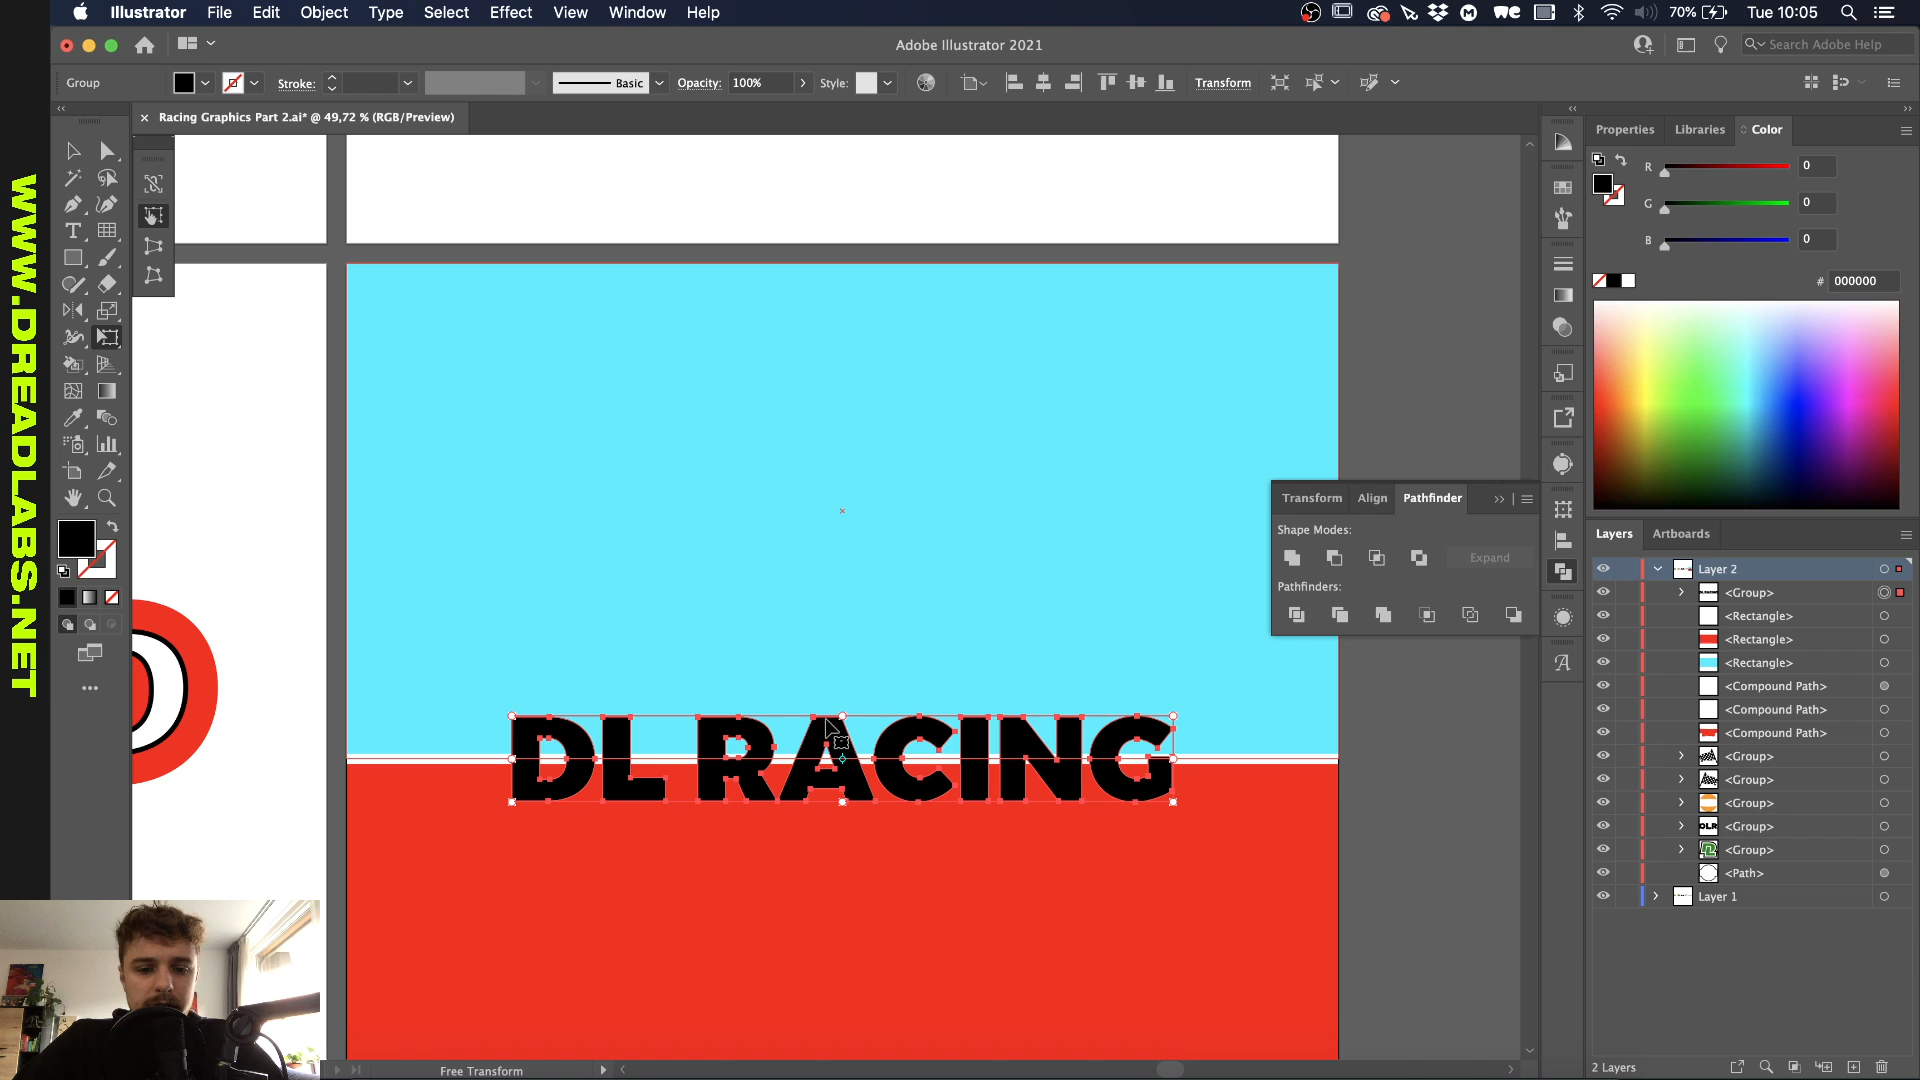 Illustrator File Edit Object Type Select Effect View Window Help
70% Tue 10:05
Adobe Illustrator 2021
Search Adobe Help
Group
Stroke:
Basic
Opacity: 100%
Style:
Transform
Racing Graphics Part 2.ai* @ 49,72 % (RGB/Preview)
Properties Libraries Color
R 0
G 0
B 0
# 000000
WWW.DREADLABS.NET
Transform Align Pathfinder
Shape Modes:
Expand
Pathfinders:
DL RACING
Layers Artboards
Layer 2
<Group>
<Rectangle>
<Rectangle>
<Rectangle>
<Compound Path>
<Compound Path>
<Compound Path>
<Group>
<Group>
<Group>
<Group>
<Group>
<Path>
Layer 1
2 Layers
Free Transform